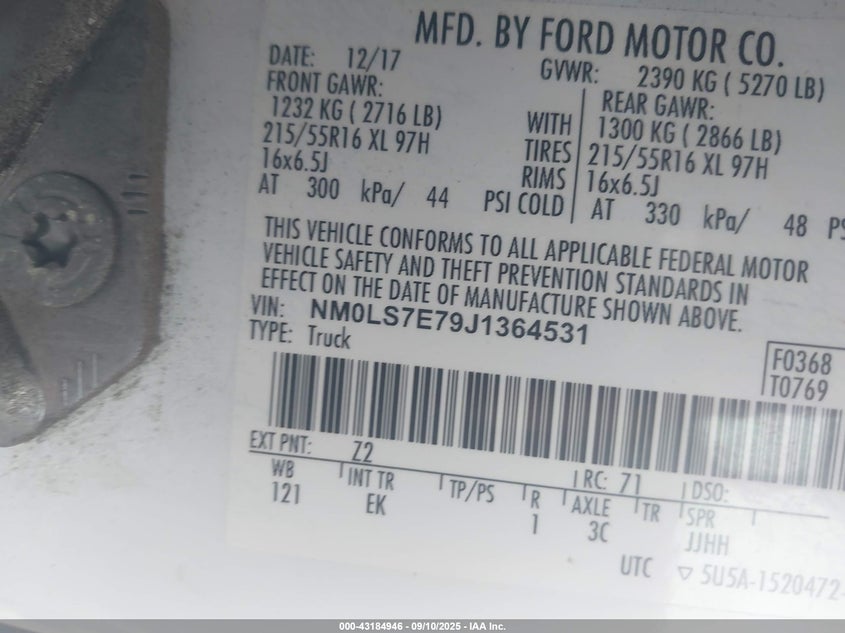 MFD. BY FORD MOTOR CO.
DATE: 12/17
GVWR: 2390 KG ( 5270 LB)
FRONT GAWR:
1232 KG ( 2716 LB)
215/55R16 XL 97H
16x6.5J
AT 300 kPa/ 44 PSI COLD
WITH
TIRES
RIMS
REAR GAWR:
1300 KG ( 2866 LB)
215/55R16 XL 97H
16x6.5J
AT 330 kPa/ 48 PS
THIS VEHICLE CONFORMS TO ALL APPLICABLE FEDERAL MOTOR
VEHICLE SAFETY AND THEFT PREVENTION STANDARDS IN
EFFECT ON THE DATE OF MANUFACTURE SHOWN ABOVE.
VIN: NM0LS7E79J1364531
TYPE: Truck
F0368
T0769
EXT PNT: Z2
RC: 71
DSO:
WB
121
INT TR
EK
TP/PS
R
1
AXLE
3C
TR
SPR
JJHH
UTC ▽ 5U5A-1520472-
000-43184946 - 09/10/2025 - IAA Inc.